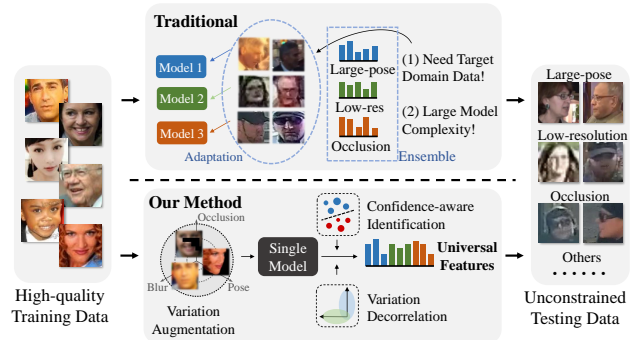 Traditional
Model 1
Model 2
Model 3
Adaptation
Large-pose
Low-res
Occlusion
Ensemble
(1) Need Target
Domain Data!
(2) Large Model
Complexity!
High-quality
Training Data
Our Method
Occlusion
Blur
Pose
Variation
Augmentation
Single
Model
Confidence-aware
Identification
Universal
Features
Variation
Decorrelation
Large-pose
Low-resolution
Occlusion
Others
......
Unconstrained
Testing Data